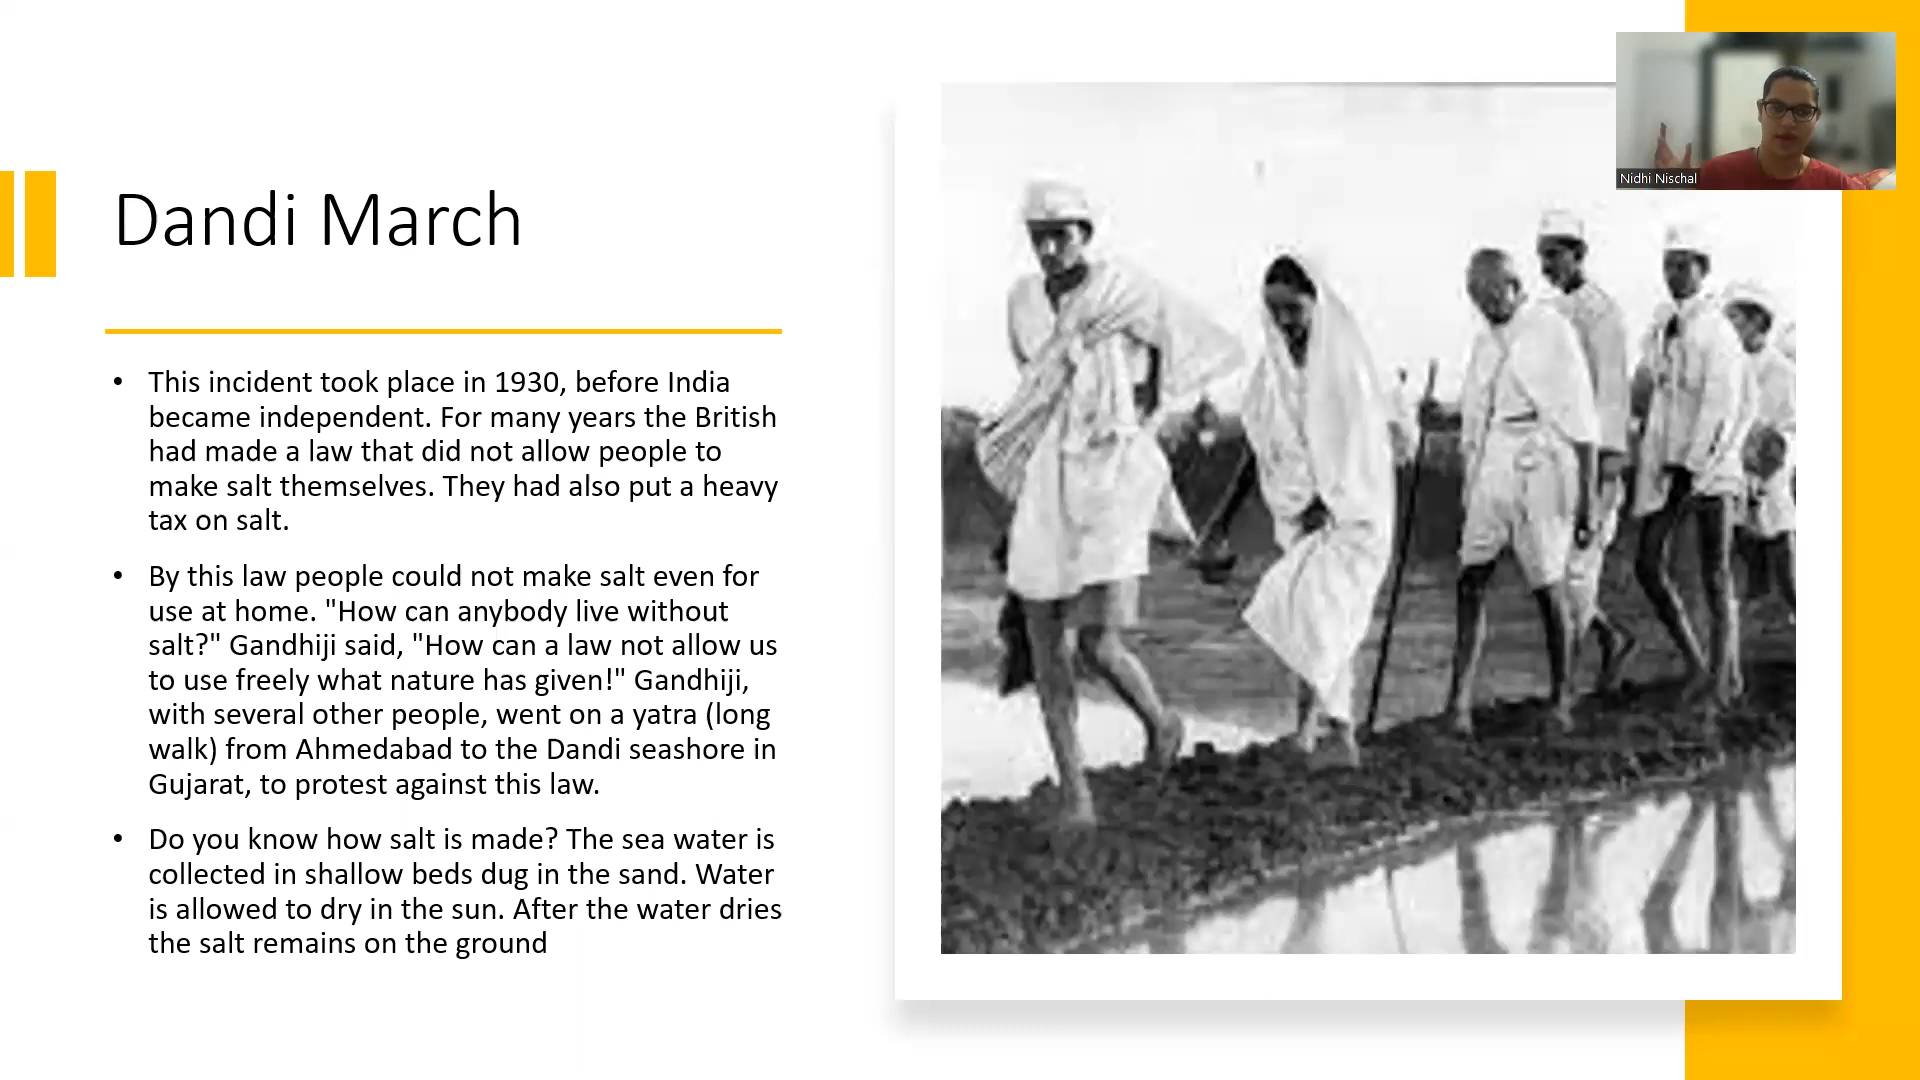 Dandi March
• This incident took place in 1930, before India
became independent. For many years the British
had made a law that did not allow people to
make salt themselves. They had also put a heavy
tax on salt.
• By this law people could not make salt even for
use at home. "How can anybody live without
salt?" Gandhiji said, "How can a law not allow us
to use freely what nature has given!" Gandhiji,
with several other people, went on a yatra (long
walk) from Ahmedabad to the Dandi seashore in
Gujarat, to protest against this law.
• Do you know how salt is made? The sea water is
collected in shallow beds dug in the sand. Water
is allowed to dry in the sun. After the water dries
the salt remains on the ground
Nidhi Nischal